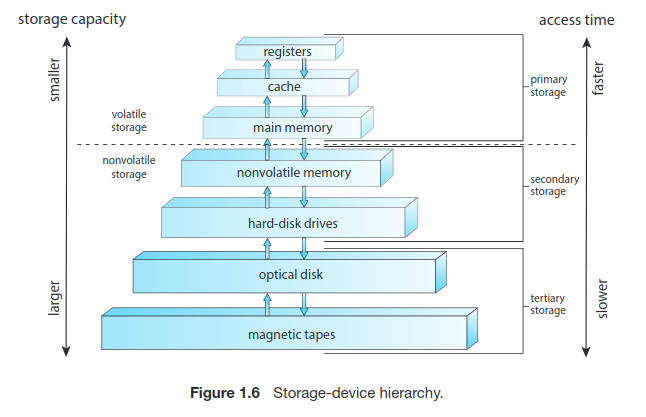 storage capacity
access time
smaller
larger
faster
slower
volatile
storage
nonvolatile
storage
registers
cache
main memory
nonvolatile memory
hard-disk drives
optical disk
magnetic tapes
primary
storage
secondary
storage
tertiary
storage
Figure 1.6 Storage-device hierarchy.